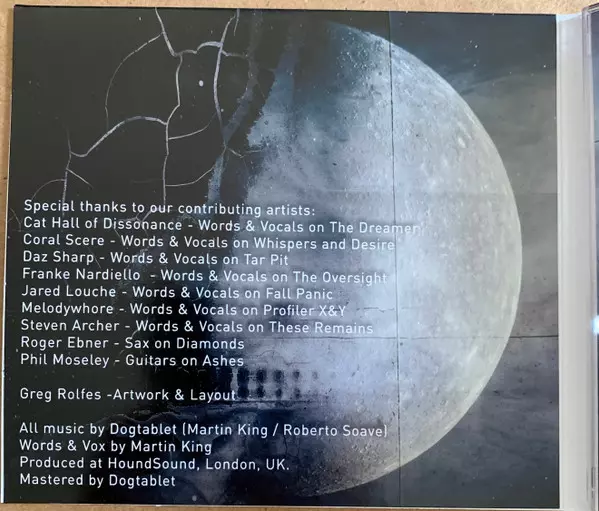 Special thanks to our contributing artists:
Cat Hall of Dissonance - Words & Vocals on The Dreamer
Coral Scere - Words & Vocals on Whispers and Desire
Daz Sharp - Words & Vocals on Tar Pit
Franke Nardiello - Words & Vocals on The Oversight
Jared Louche - Words & Vocals on Fall Panic
Melodywhore - Words & Vocals on Profiler X&Y
Steven Archer - Words & Vocals on These Remains
Roger Ebner - Sax on Diamonds
Phil Moseley - Guitars on Ashes
Greg Rolfes -Artwork & Layout
All music by Dogtablet (Martin King / Roberto Soave)
Words & Vox by Martin King
Produced at HoundSound, London, UK.
Mastered by Dogtablet